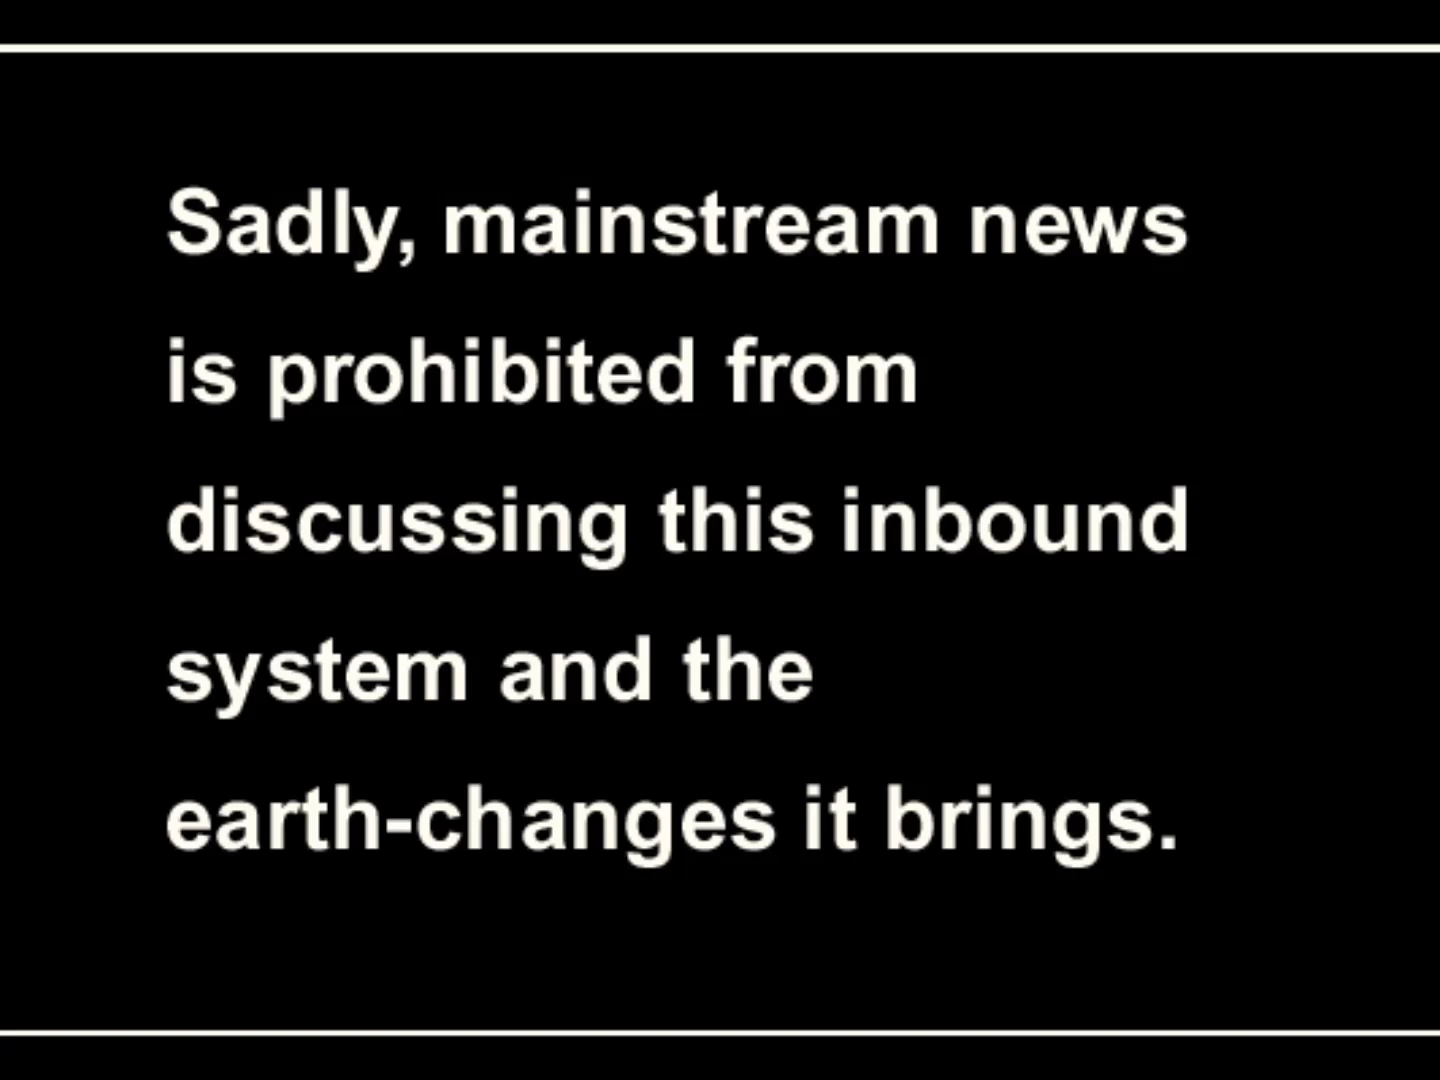 Sadly, mainstream news
is prohibited from
discussing this inbound
system and the
earth-changes it brings.